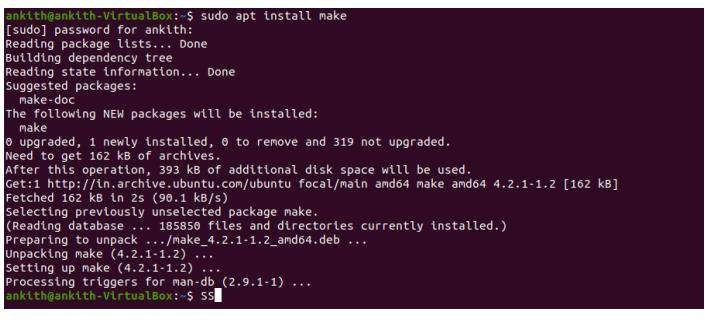 ankith@ankith-VirtualBox:~$ sudo apt install make
[sudo] password for ankith:
Reading package lists... Done
Building dependency tree
Reading state information... Done
Suggested packages:
  make-doc
The following NEW packages will be installed:
  make
0 upgraded, 1 newly installed, 0 to remove and 319 not upgraded.
Need to get 162 kB of archives.
After this operation, 393 kB of additional disk space will be used.
Get:1 http://in.archive.ubuntu.com/ubuntu focal/main amd64 make amd64 4.2.1-1.2 [162 kB]
Fetched 162 kB in 2s (90.1 kB/s)
Selecting previously unselected package make.
(Reading database ... 185850 files and directories currently installed.)
Preparing to unpack .../make_4.2.1-1.2_amd64.deb ...
Unpacking make (4.2.1-1.2) ...
Setting up make (4.2.1-1.2) ...
Processing triggers for man-db (2.9.1-1) ...
ankith@ankith-VirtualBox:~$ SS